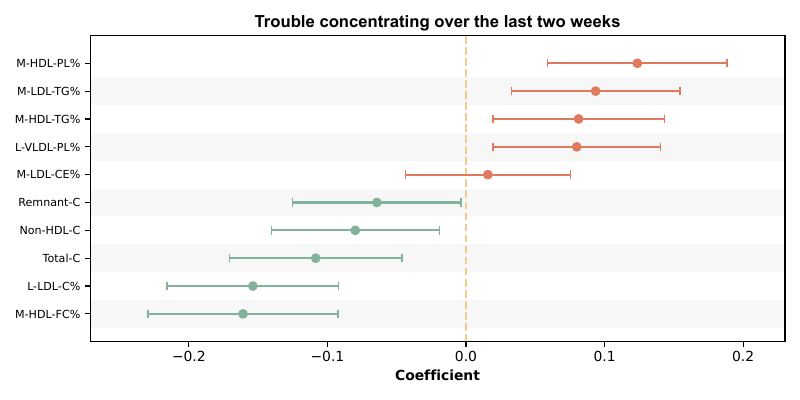 Trouble concentrating over the last two weeks
M-HDL-PL%
M-LDL-TG%
M-HDL-TG%
L-VLDL-PL%
M-LDL-CE%
Remnant-C
Non-HDL-C
Total-C
L-LDL-C%
M-HDL-FC%
−0.2 −0.1 0.0 0.1 0.2
Coefficient